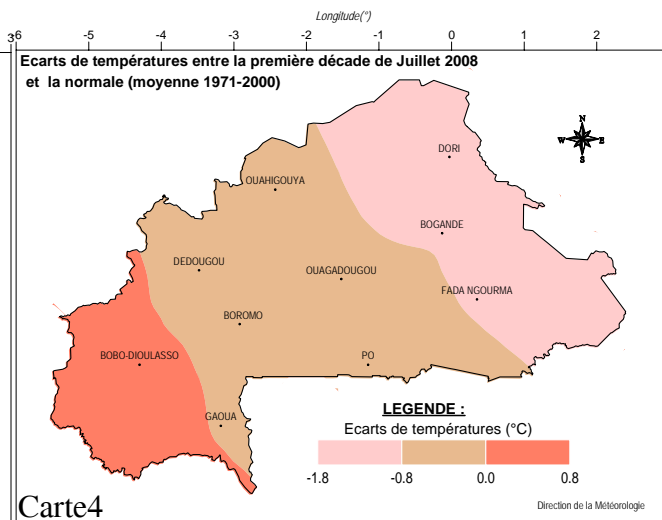 Longitude(°)
36 -5 -4 -3 -2 -1 0 1 2
Ecarts de températures entre la première décade de Juillet 2008
et la normale (moyenne 1971-2000)
N
W E
S
DORI
OUAHIGOUYA
BOGANDE
DEDOUGOU
OUAGADOUGOU
FADA NGOURMA
BOROMO
BOBO-DIOULASSO
PO
GAOUA
LEGENDE :
Ecarts de températures (°C)
-1.8 -0.8 0.0 0.8
Carte4
Direction de la Météorologie